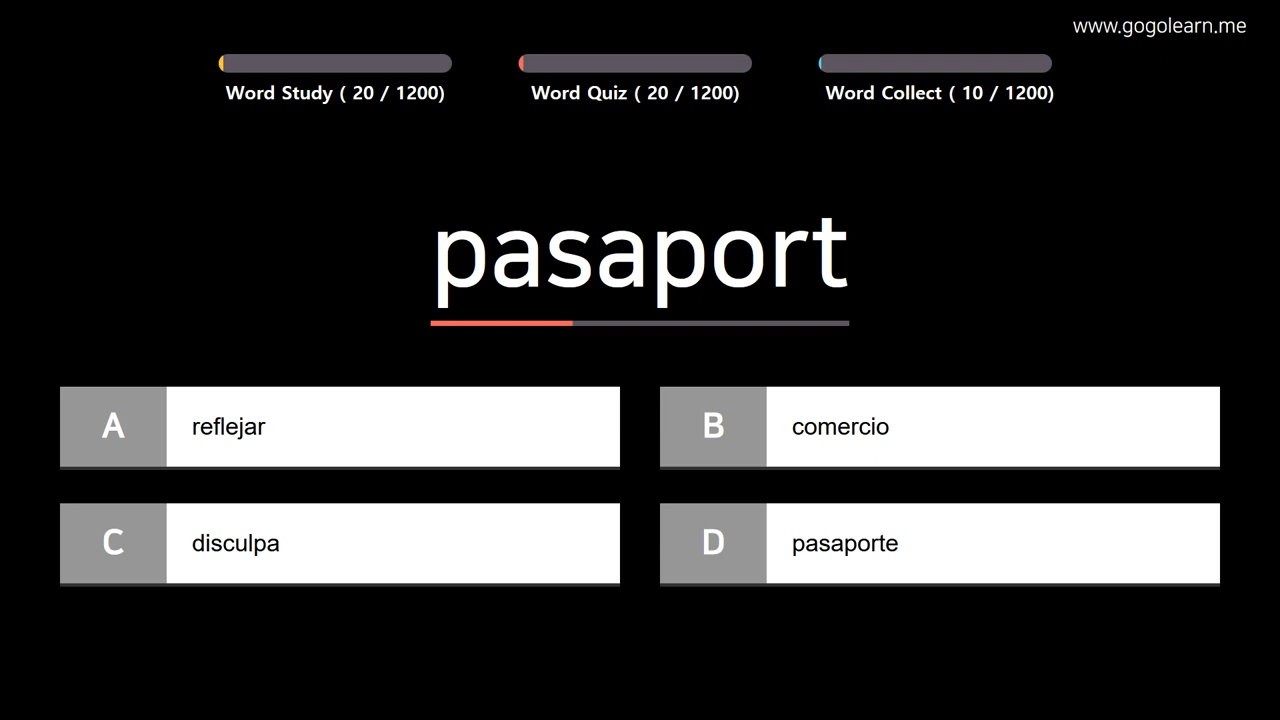 www.gogolearn.me
Word Study ( 20 / 1200)
Word Quiz ( 20 / 1200)
Word Collect ( 10 / 1200)
pasaport
A reflejar
B comercio
C disculpa
D pasaporte